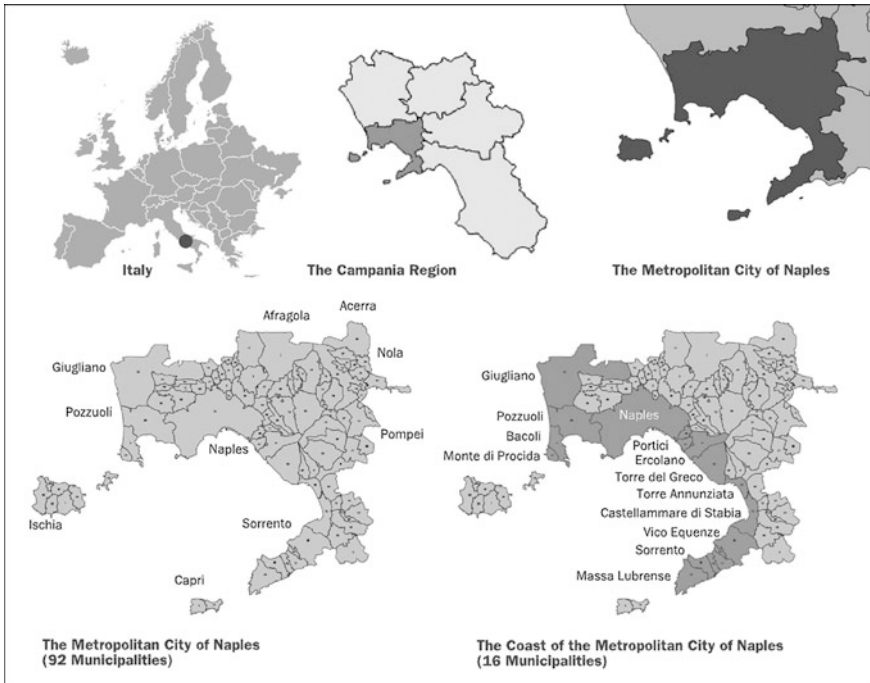 Italy
The Campania Region
The Metropolitan City of Naples
Acerra
Afragola
Nola
Giugliano
Pozzuoli
Pompei
Naples
Ischia
Sorrento
Capri
The Metropolitan City of Naples
(92 Municipalities)
Giugliano
Naples
Pozzuoli
Bacoli
Portici
Monte di Procida
Ercolano
Torre del Greco
Torre Annunziata
Castellammare di Stabia
Vico Equenze
Sorrento
Massa Lubrense
The Coast of the Metropolitan City of Naples
(16 Municipalities)